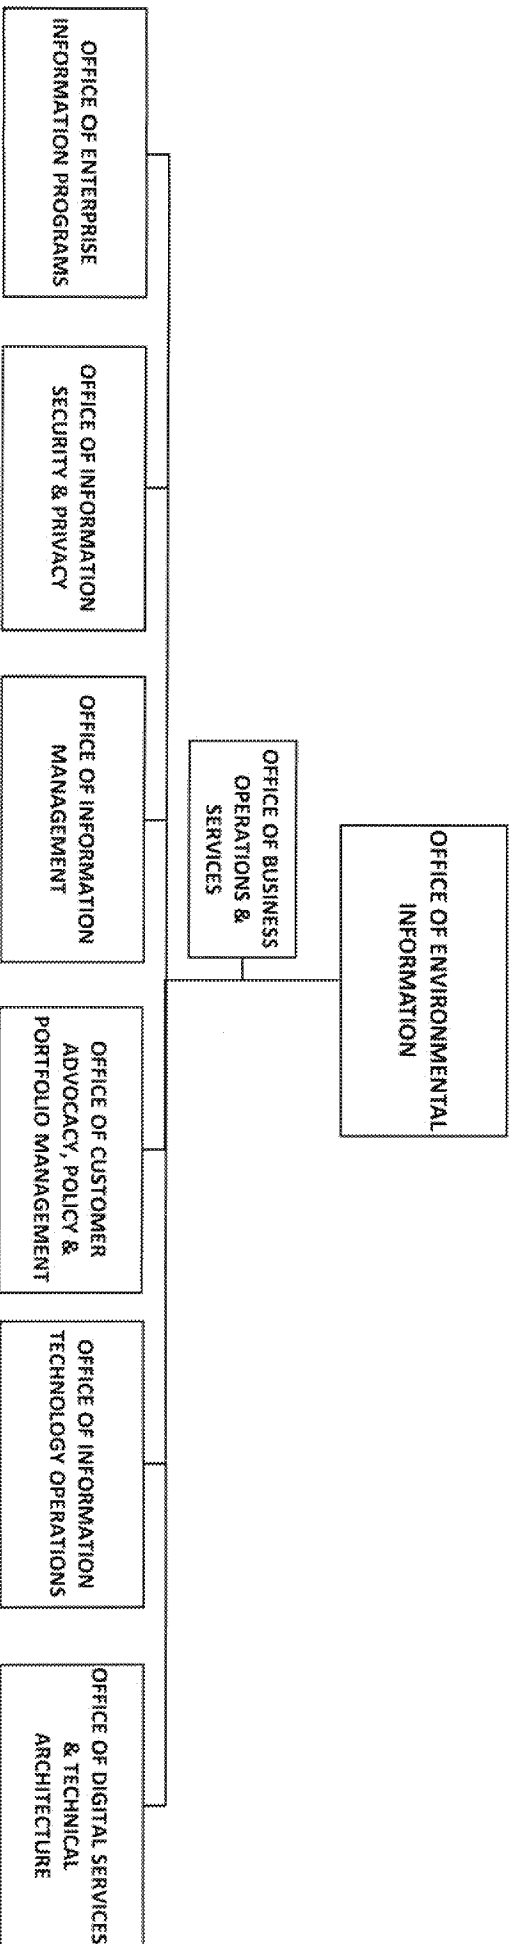 OFFICE OF ENVIRONMENTAL
INFORMATION
OFFICE OF BUSINESS
OPERATIONS &
SERVICES
OFFICE OF ENTERPRISE
INFORMATION PROGRAMS
OFFICE OF INFORMATION
SECURITY & PRIVACY
OFFICE OF INFORMATION
MANAGEMENT
OFFICE OF CUSTOMER
ADVOCACY, POLICY &
PORTFOLIO MANAGEMENT
OFFICE OF INFORMATION
TECHNOLOGY OPERATIONS
OFFICE OF DIGITAL SERVICES
& TECHNICAL
ARCHITECTURE